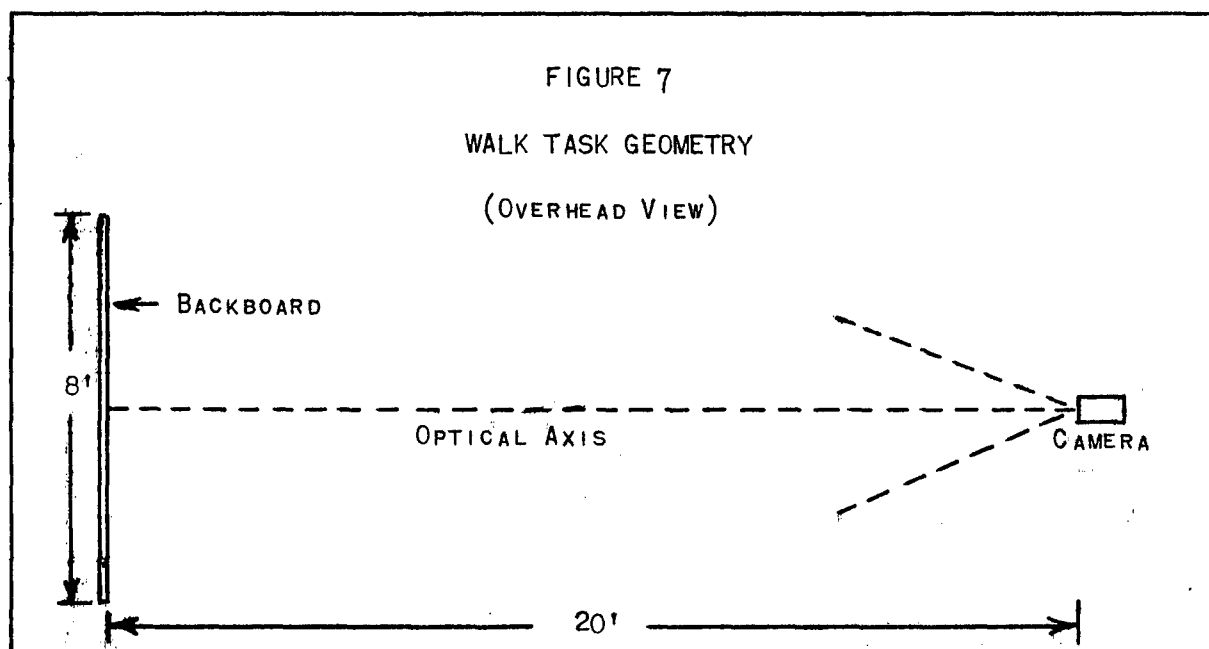 FIGURE 7
WALK TASK GEOMETRY
(OVERHEAD VIEW)
BACKBOARD
8'
OPTICAL AXIS
CAMERA
20'